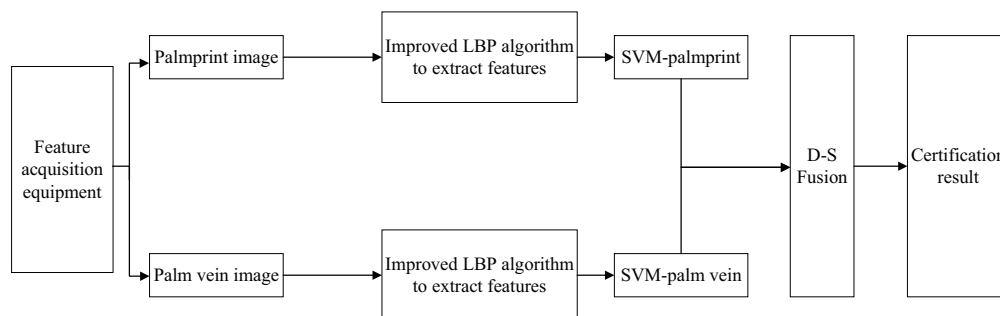 Feature
acquisition
equipment
Palmprint image
Improved LBP algorithm
to extract features
SVM-palmprint
Palm vein image
Improved LBP algorithm
to extract features
SVM-palm vein
D-S
Fusion
Certification
result